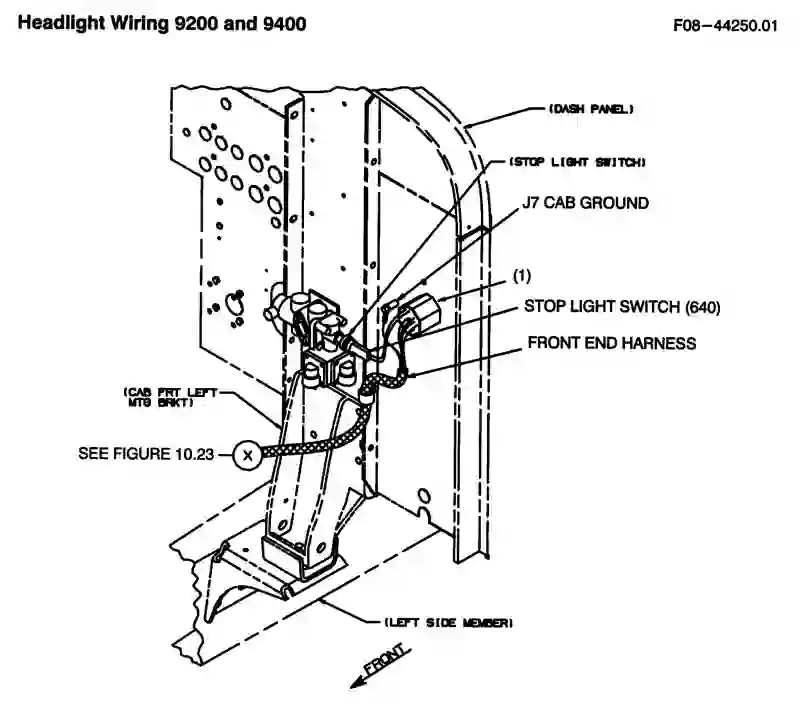 Headlight Wiring 9200 and 9400
F08-44250.01
(DASH PANEL)
(STOP LIGHT SWITCH)
J7 CAB GROUND
(1)
STOP LIGHT SWITCH (640)
FRONT END HARNESS
(CAB FRT LEFT
MTG BRKT)
SEE FIGURE 10.23
X
(LEFT SIDE MEMBER)
FRONT